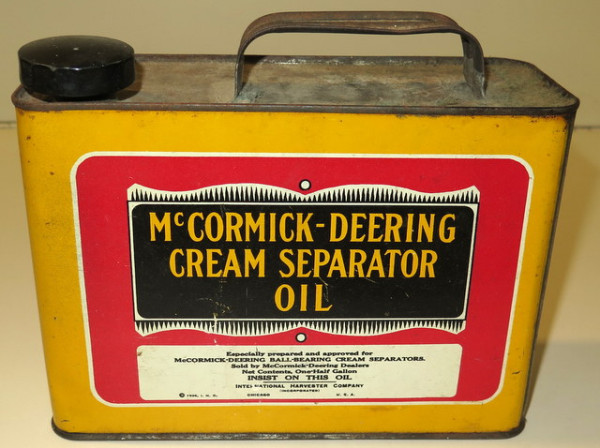 McCORMICK-DEERING
CREAM SEPARATOR
OIL
Especially prepared and approved for
McCORMICK-DEERING BALL-BEARING CREAM SEPARATORS.
Sold by McCormick-Deering Dealers
Net Contents, One-Half Gallon
INSIST ON THIS OIL
INTERNATIONAL HARVESTER COMPANY
(INCORPORATED)
I. H. C. CHICAGO U. S. A.